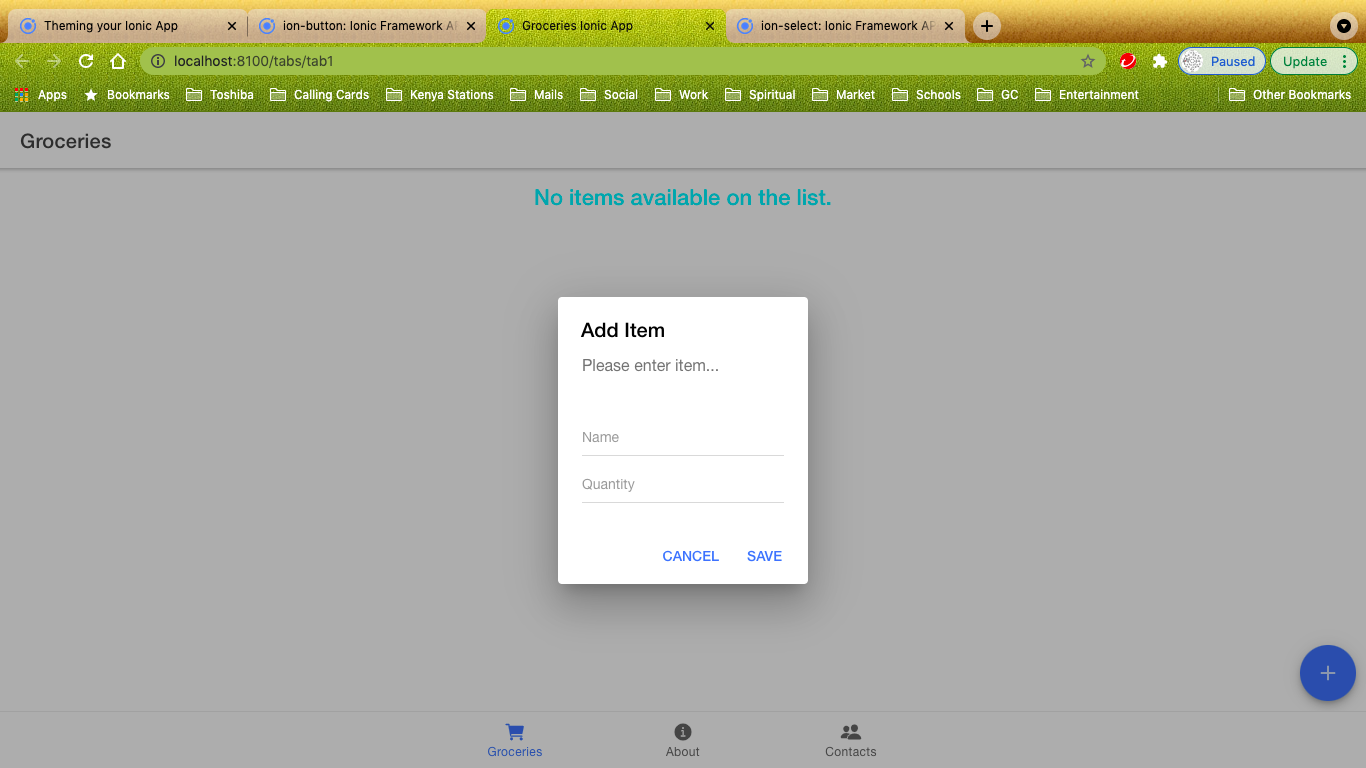 Theming your Ionic App
ion-button: Ionic Framework AP
Groceries Ionic App
ion-select: Ionic Framework AP
localhost:8100/tabs/tab1
Paused
Update
Apps
Bookmarks
Toshiba
Calling Cards
Kenya Stations
Mails
Social
Work
Spiritual
Market
Schools
GC
Entertainment
Other Bookmarks
Groceries
No items available on the list.
Add Item
Please enter item...
Name
Quantity
CANCEL SAVE
Groceries
About
Contacts